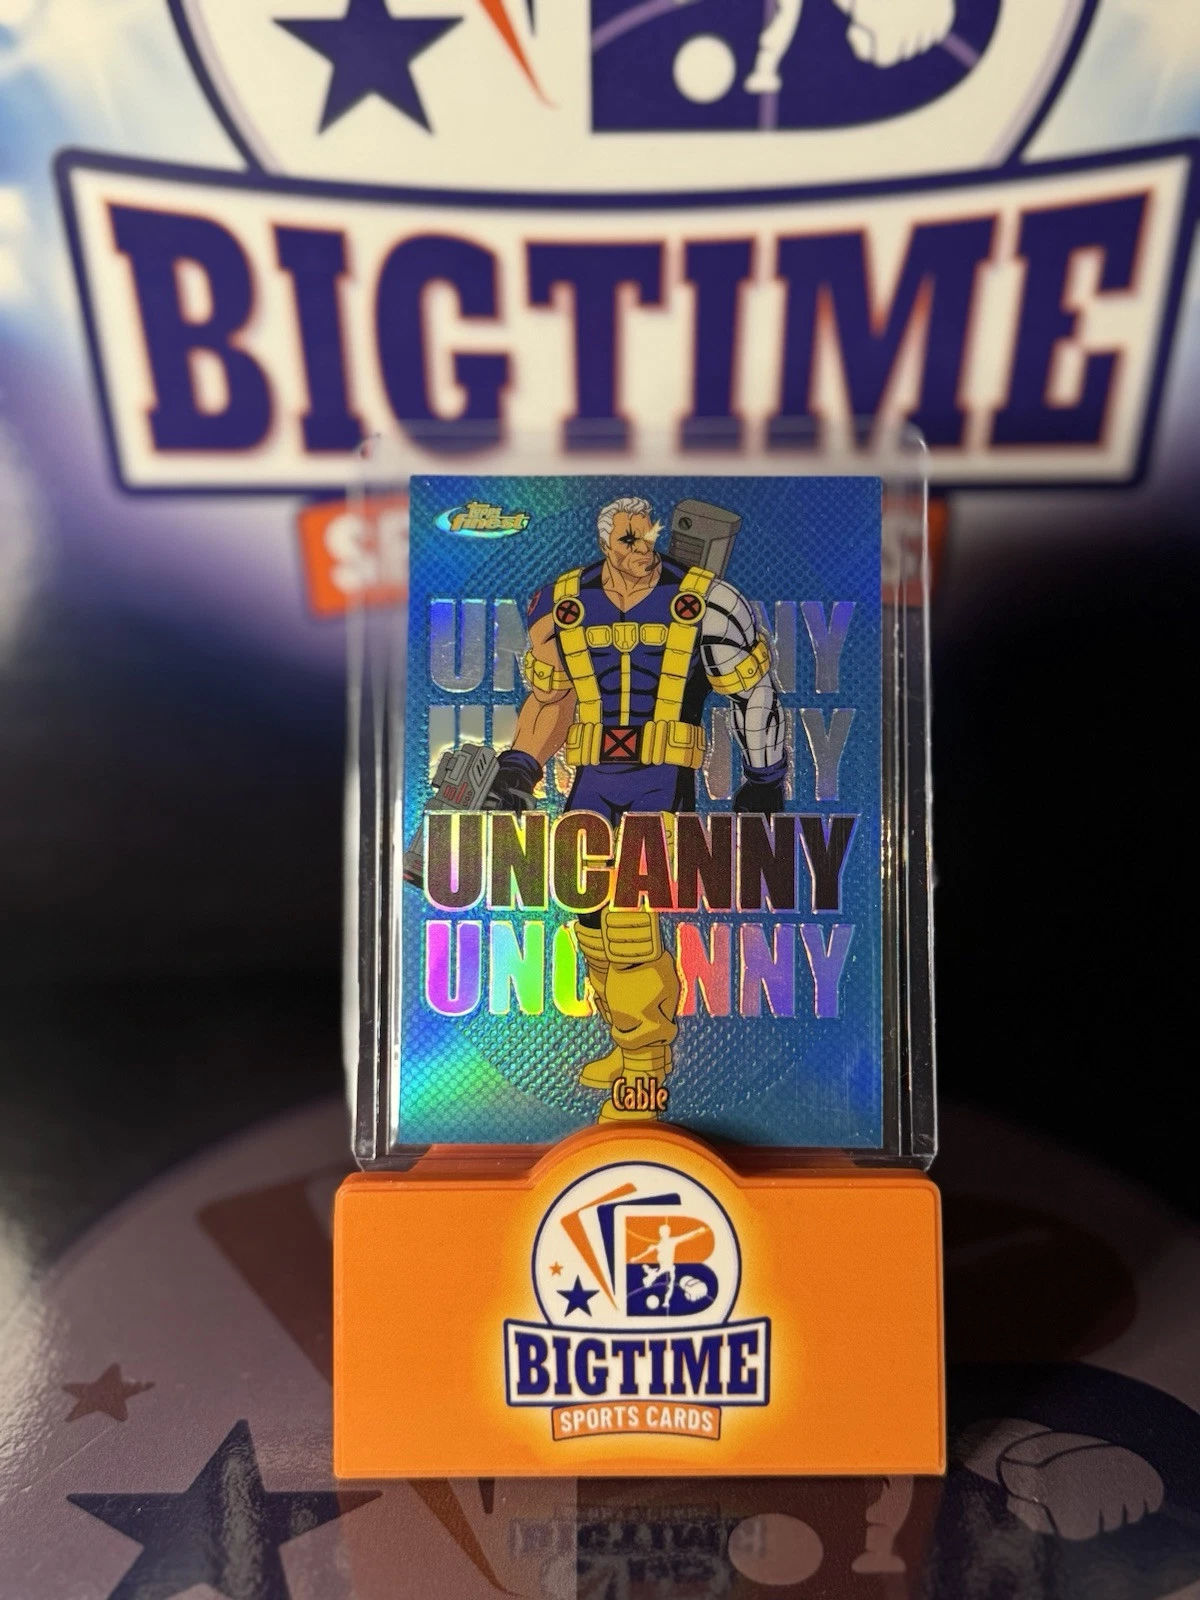 B
BIGTIME
Topps
finest
UNCANNY
UNCANNY
UNCANNY
UNCANNY
Cable
B
BIGTIME
SPORTS CARDS